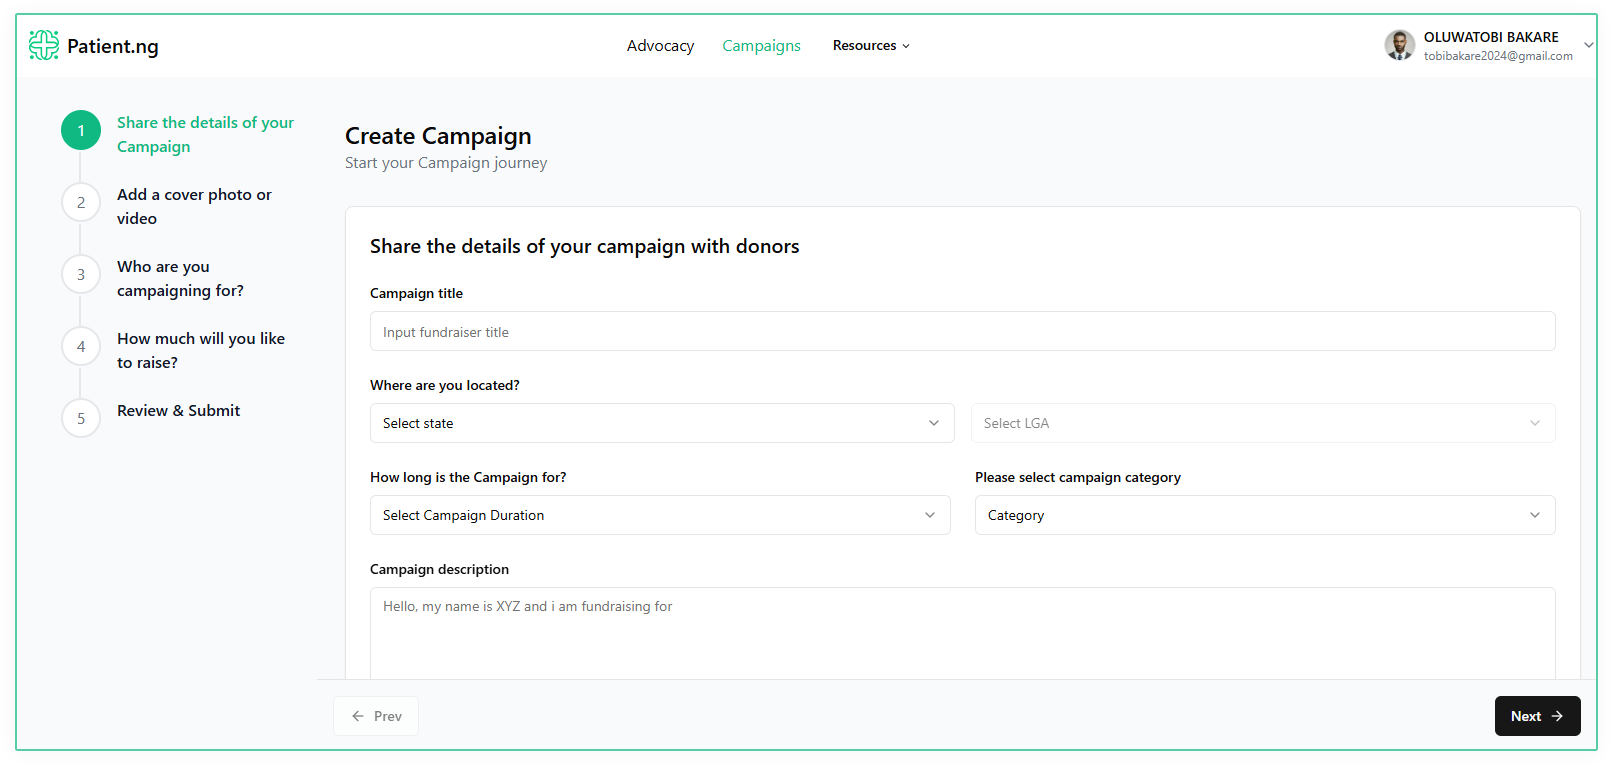 Patient.ng
Advocacy
Campaigns
Resources
OLUWATOBI BAKARE
tobibakare2024@gmail.com
1
Share the details of your
Campaign
2
Add a cover photo or
video
3
Who are you
campaigning for?
4
How much will you like
to raise?
5
Review & Submit
Create Campaign
Start your Campaign journey
Share the details of your campaign with donors
Campaign title
Input fundraiser title
Where are you located?
Select state
Select LGA
How long is the Campaign for?
Please select campaign category
Select Campaign Duration
Category
Campaign description
Hello, my name is XYZ and i am fundraising for
Prev
Next